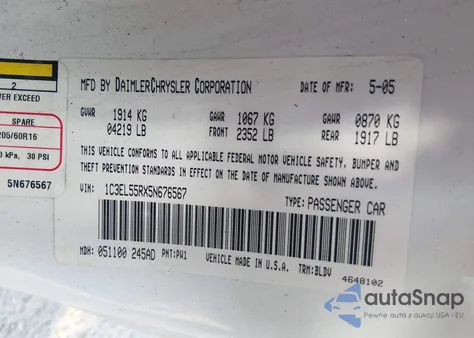 2
VER EXCEED
SPARE
205/60R16
0 kPa, 30 PSI
5N676567
MFD BY DAIMLERCHRYSLER CORPORATION DATE OF MFR: 5-05
GVWR 1914 KG GAWR 1067 KG GAWR 0870 KG
04219 LB FRONT 2352 LB REAR 1917 LB
THIS VEHICLE CONFORMS TO ALL APPLICABLE FEDERAL MOTOR VEHICLE SAFETY, BUMPER AND
THEFT PREVENTION STANDARDS IN EFFECT ON THE DATE OF MANUFACTURE SHOWN ABOVE.
VIN: 1C3EL55RX5N676567 TYPE: PASSENGER CAR
MDH: 051100 245AD PNT: PW1 VEHICLE MADE IN U.S.A. TRM: BLDV 4648102
autoSnap
Pewne auta z aukcji USA i EU